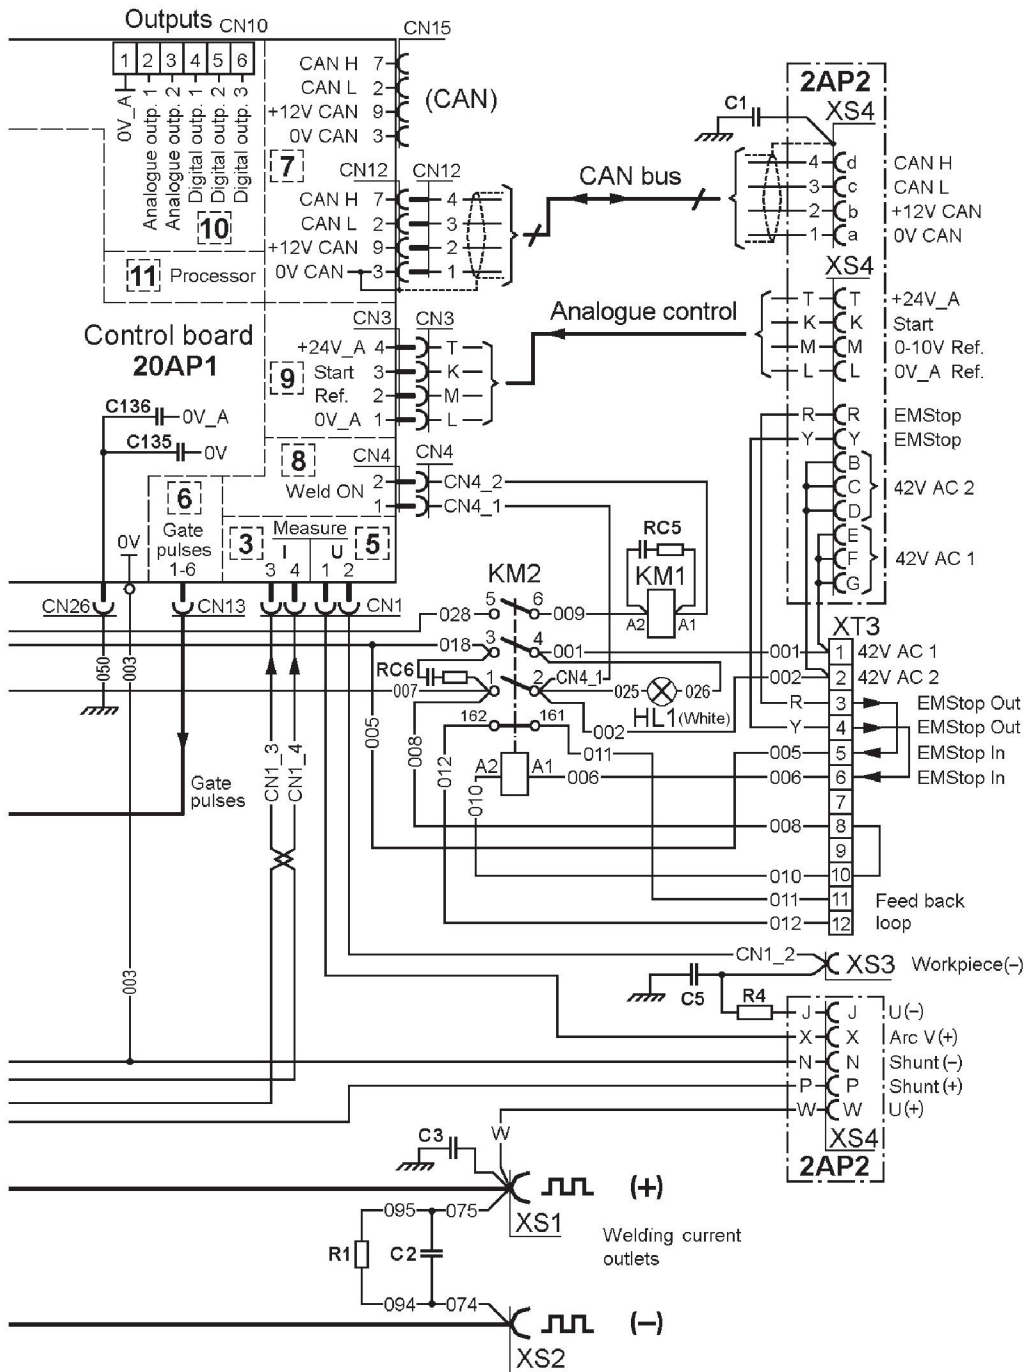 Outputs CN10
1 2 3 4 5 6
0V_A
Analogue outp. 1
Analogue outp. 2
Digital outp. 1
Digital outp. 2
Digital outp. 3
10
7
11 Processor
CN15
CAN H 7
CAN L 2
+12V CAN 9
0V CAN 3
(CAN)
CN12 CN12
CAN H 7 4
CAN L 2 3
+12V CAN 9 2
0V CAN 3 1
CAN bus
C1
2AP2
XS4
4 d CAN H
3 c CAN L
2 b +12V CAN
1 a 0V CAN
XS4
T T +24V_A
K K Start
M M 0-10V Ref.
L L 0V_A Ref.
R R EMStop
Y Y EMStop
B
C 42V AC 2
D
E
F 42V AC 1
G
Analogue control
Control board
20AP1
9
CN3 CN3
+24V_A 4 T
Start 3 K
Ref. 2 M
0V_A 1 L
C136 0V_A
C135 0V
8
CN4 CN4
Weld ON
2 CN4_2
1 CN4_1
6
Gate
pulses
1-6
0V
3 Measure 5
I U
3 4 1 2
CN26 CN13 CN1
050
003
Gate
pulses
CN1_3
CN1_4
RC5
KM1
A2 A1
KM2
028 5 6 009
018 3 4 001 001
RC6
007 1 2 CN4_1
025 026
HL1 (White)
002
002
162 161
005
008
012
011
A2 A1
010
006
XT3
1 42V AC 1
2 42V AC 2
R 3 EMStop Out
Y 4 EMStop Out
005 5 EMStop In
006 6 EMStop In
7
008 8
9
010 10
011 11 Feed back
012 12 loop
CN1_2
XS3 Workpiece(–)
003
C5
R4
J J U(–)
X X Arc V(+)
N N Shunt(–)
P P Shunt(+)
W W U(+)
XS4
2AP2
C3
W
XS1
(+)
Welding current
outlets
095 075
R1 C2
094 074
XS2
(–)